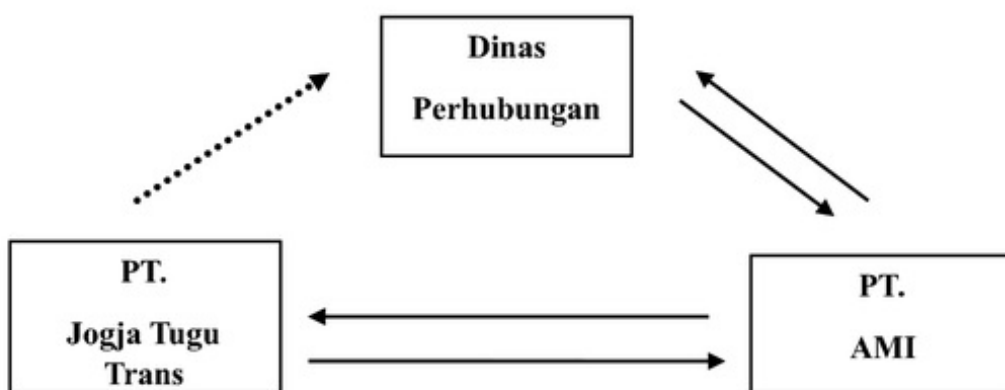 Dinas
Perhubungan
PT.
Jogja Tugu
Trans
PT.
AMI